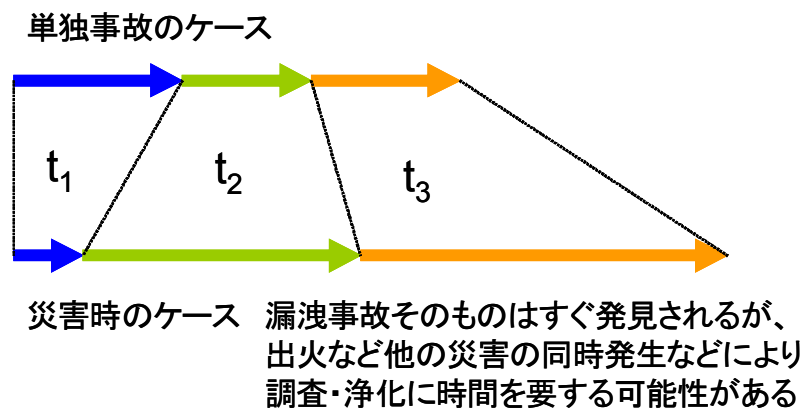 単独事故のケース
t1
t2
t3
災害時のケース
漏洩事故そのものはすぐ発見されるが、
出火など他の災害の同時発生などにより
調査・浄化に時間を要する可能性がある